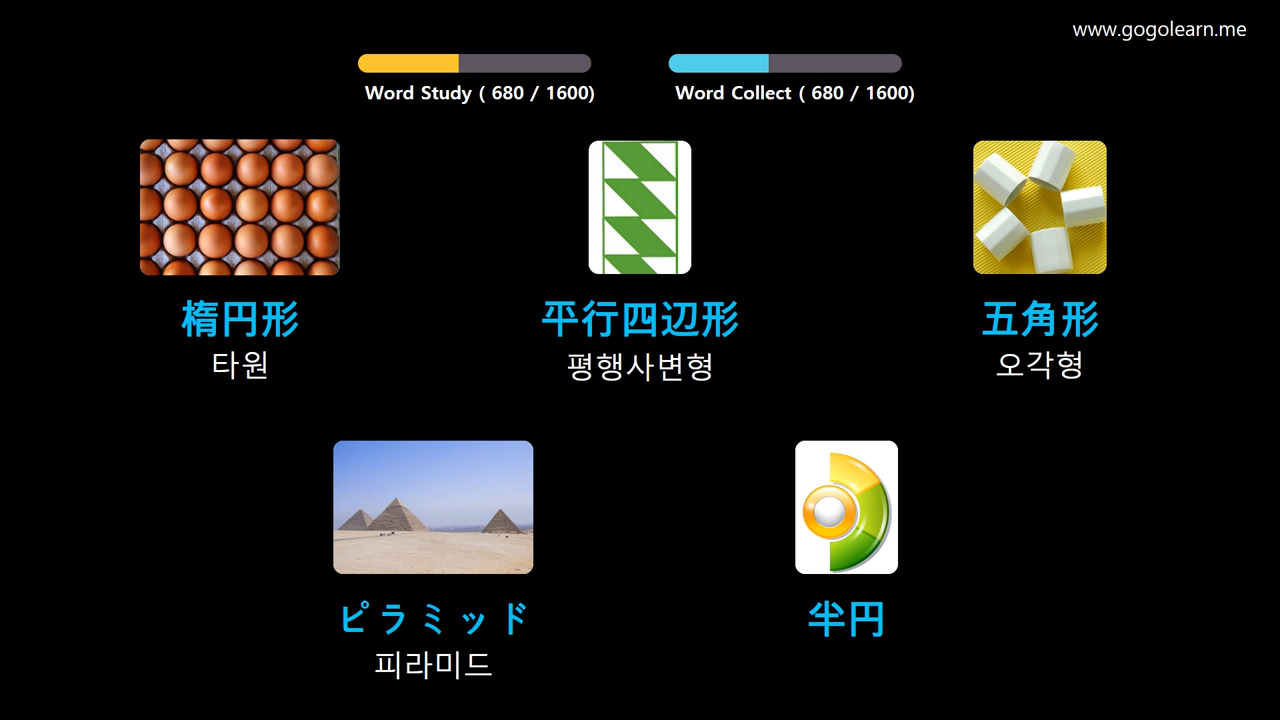 www.gogolearn.me
Word Study ( 680 / 1600)
Word Collect ( 680 / 1600)
楕円形
타원
平行四辺形
평행사변형
五角形
오각형
ピラミッド
피라미드
半円